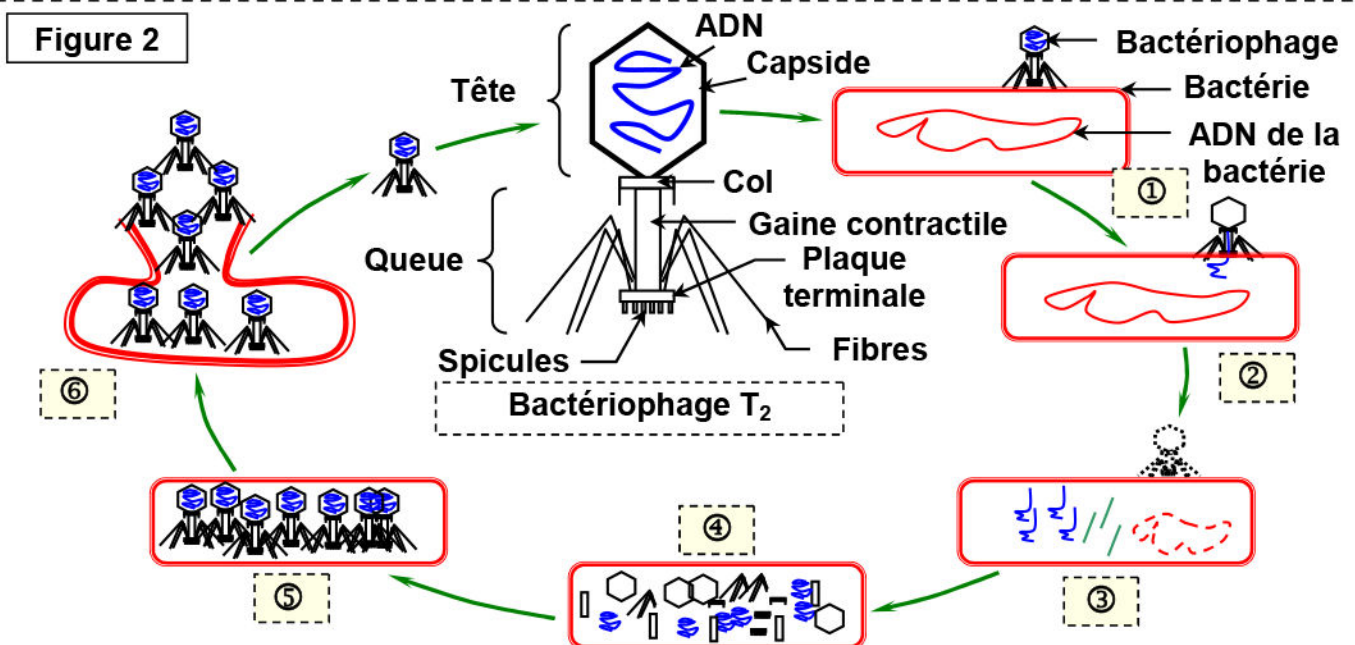 Figure 2
ADN
Capside
Tête
Col
Gaine contractile
Queue
Plaque
terminale
Spicules
Fibres
Bactériophage T₂
Bactériophage
Bactérie
ADN de la
bactérie
①
②
③
④
⑤
⑥